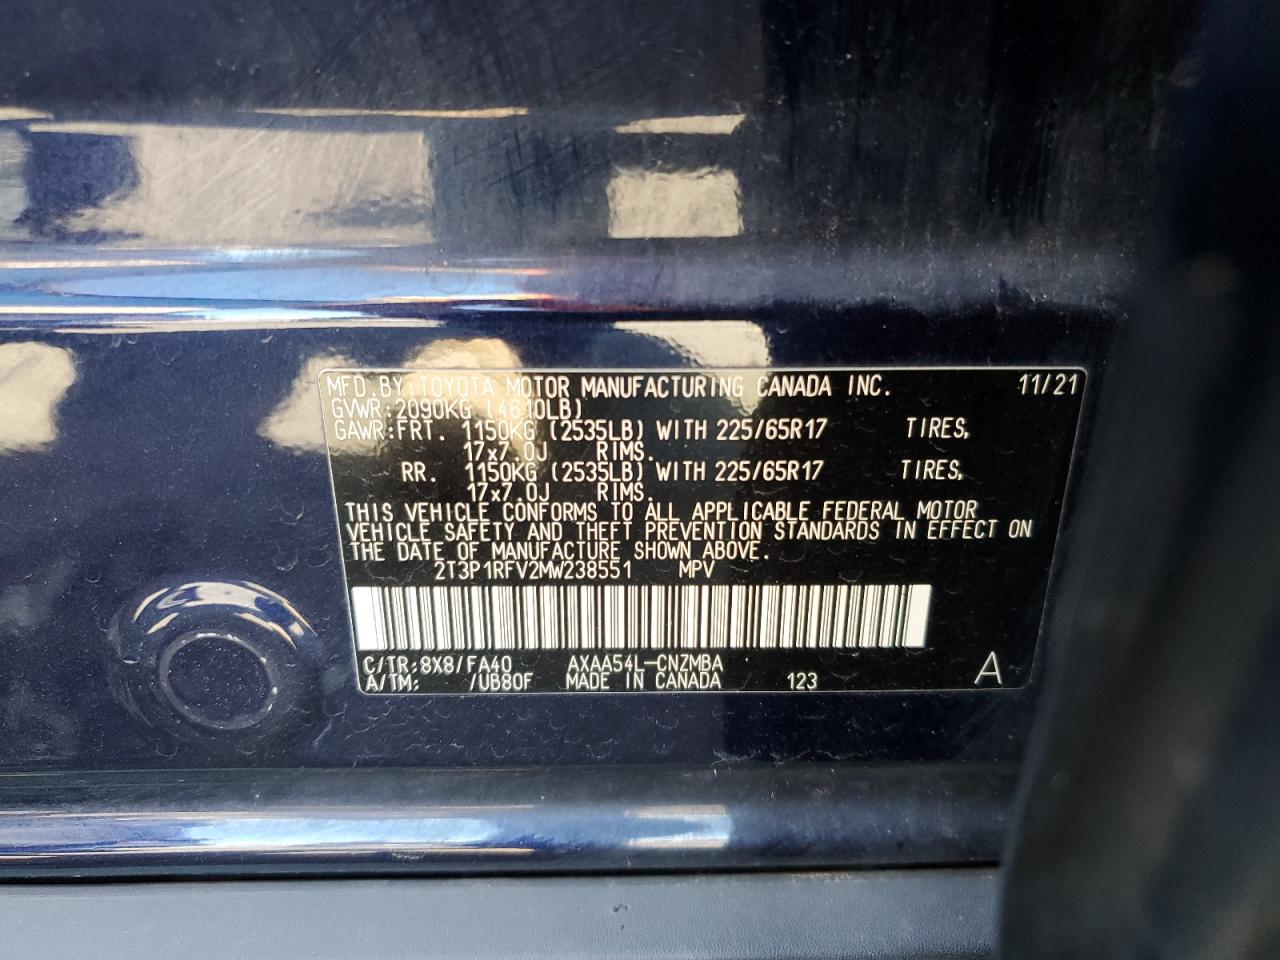 MFD.BY:TOYOTA MOTOR MANUFACTURING CANADA INC. 11/21
GVWR:2090KG (4610LB)
GAWR:FRT. 1150KG (2535LB) WITH 225/65R17 TIRES,
17x7.0J RIMS.
RR. 1150KG (2535LB) WITH 225/65R17 TIRES,
17x7.0J RIMS.
THIS VEHICLE CONFORMS TO ALL APPLICABLE FEDERAL MOTOR
VEHICLE SAFETY AND THEFT PREVENTION STANDARDS IN EFFECT ON
THE DATE OF MANUFACTURE SHOWN ABOVE.
2T3P1RFV2MW238551 MPV
C/TR:8X8/FA40 AXAA54L-CNZMBA
A/TM: /UB80F MADE IN CANADA 123 A